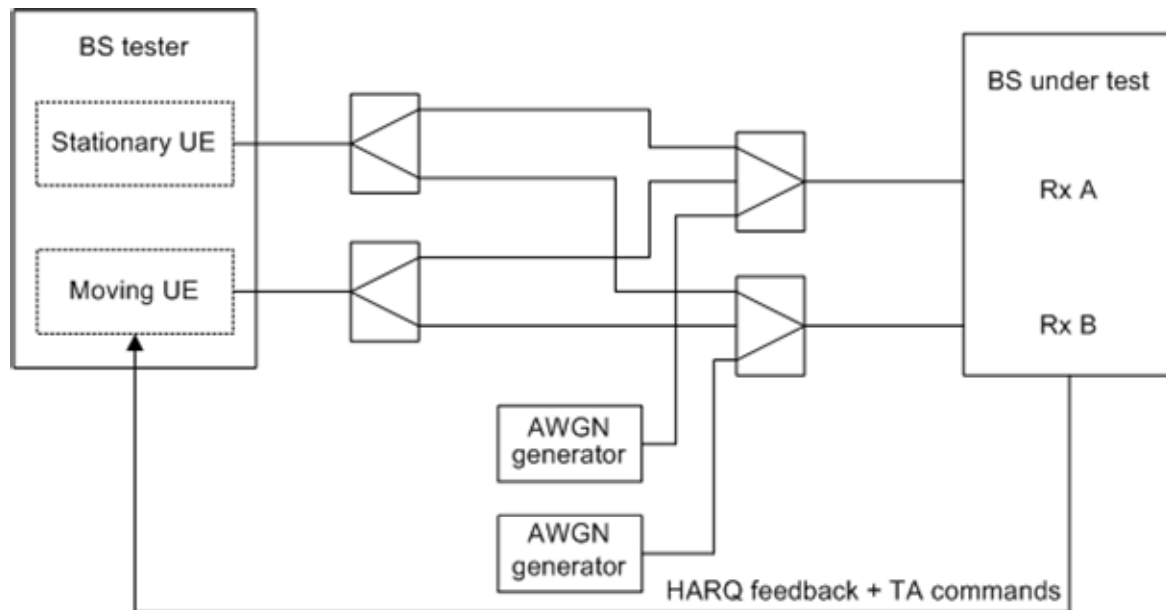 BS tester
Stationary UE
Moving UE
BS under test
Rx A
Rx B
AWGN
generator
AWGN
generator
HARQ feedback + TA commands